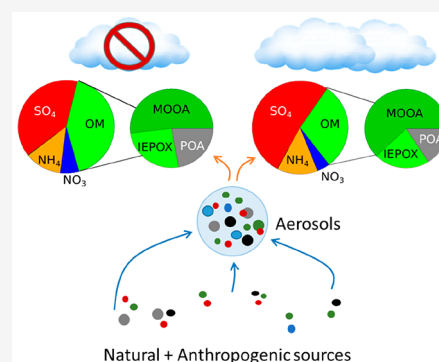 SO₄
OM
NH₄
NO₃
MOOA
IEPOX
POA
SO₄
OM
NH₄
NO₃
MOOA
IEPOX
POA
Aerosols
Natural + Anthropogenic sources